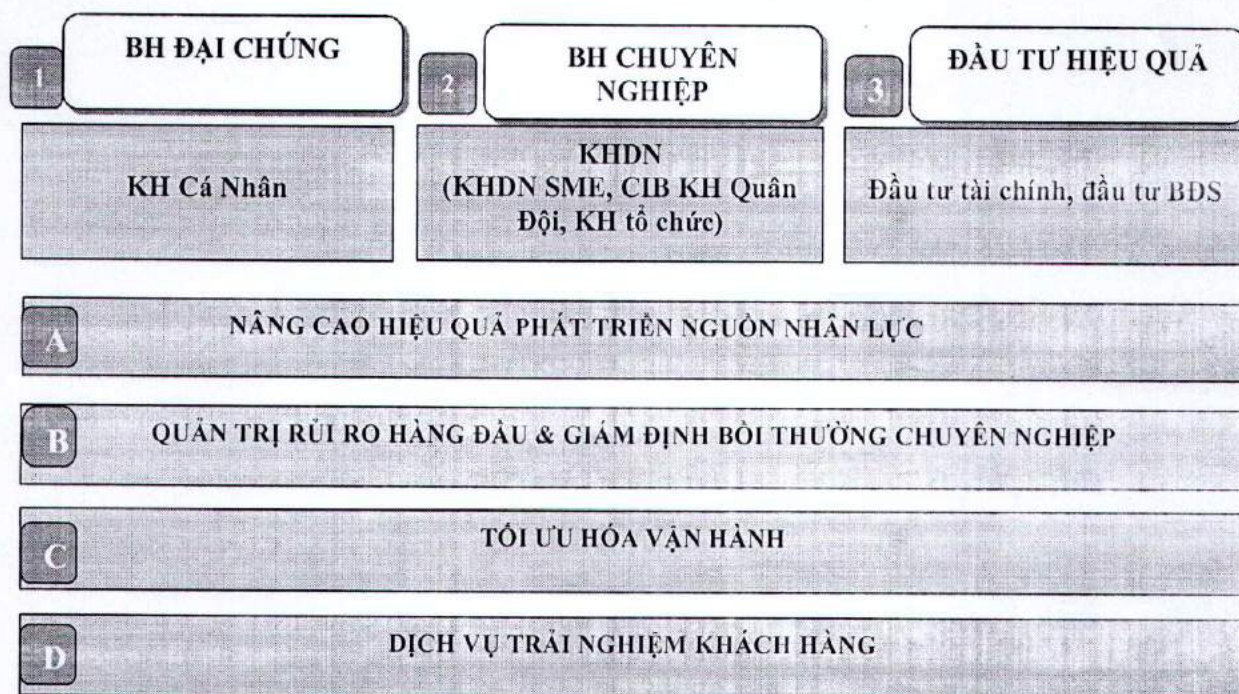 1
BH ĐẠI CHÚNG
2
BH CHUYÊN
NGHIỆP
3
ĐẦU TƯ HIỆU QUẢ
KH Cá Nhân
KHDN
(KHDN SME, CIB KH Quân
Đội, KH tổ chức)
Đầu tư tài chính, đầu tư BĐS
A
NÂNG CAO HIỆU QUẢ PHÁT TRIỂN NGUỒN NHÂN LỰC
B
QUẢN TRỊ RỦI RO HÀNG ĐẦU & GIÁM ĐỊNH BỒI THƯỜNG CHUYÊN NGHIỆP
C
TỐI ƯU HÓA VẬN HÀNH
D
DỊCH VỤ TRẢI NGHIỆM KHÁCH HÀNG